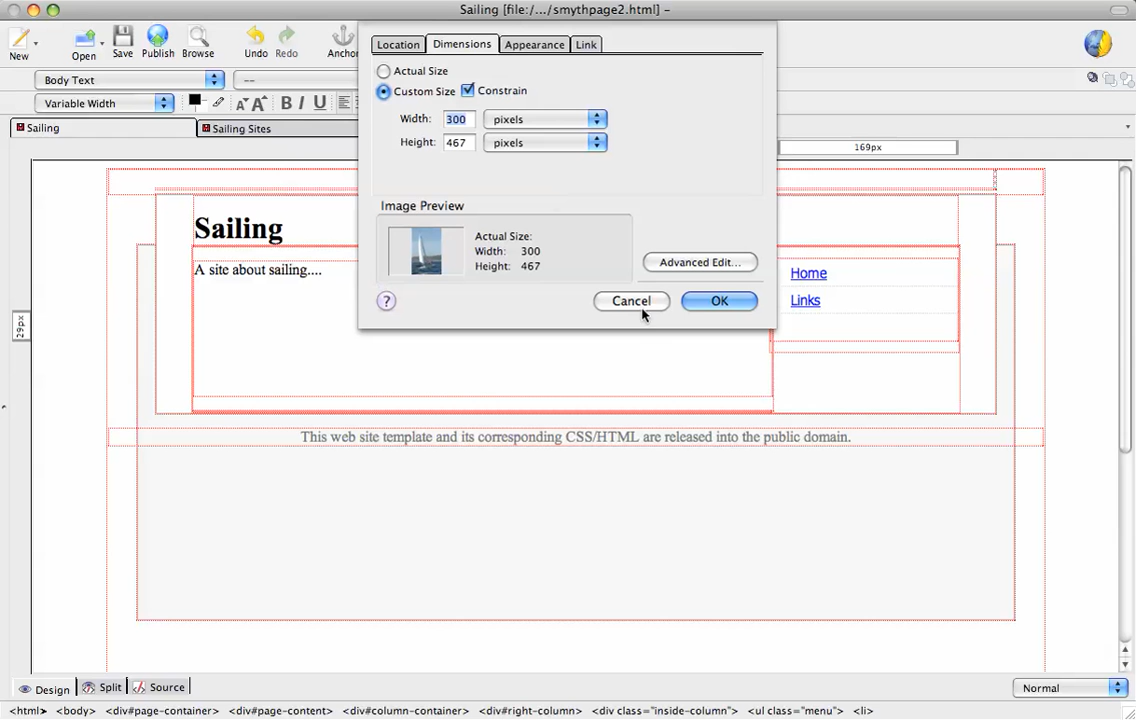 Sailing [file:/.../smythpage2.html] –
New
Open
Save
Publish
Browse
Undo
Redo
Anchor
Location
Dimensions
Appearance
Link
Body Text
--
Variable Width
A A B I U
Sailing
Sailing Sites
Actual Size
Custom Size
Constrain
Width: 300 pixels
Height: 467 pixels
169px
Image Preview
Actual Size:
Width: 300
Height: 467
Advanced Edit...
?
Cancel
OK
Sailing
A site about sailing....
Home
Links
29px
This web site template and its corresponding CSS/HTML are released into the public domain.
Design
Split
Source
Normal
<html> <body> <div#page-container> <div#page-content> <div#column-container> <div#right-column> <div class="inside-column"> <ul class="menu"> <li>